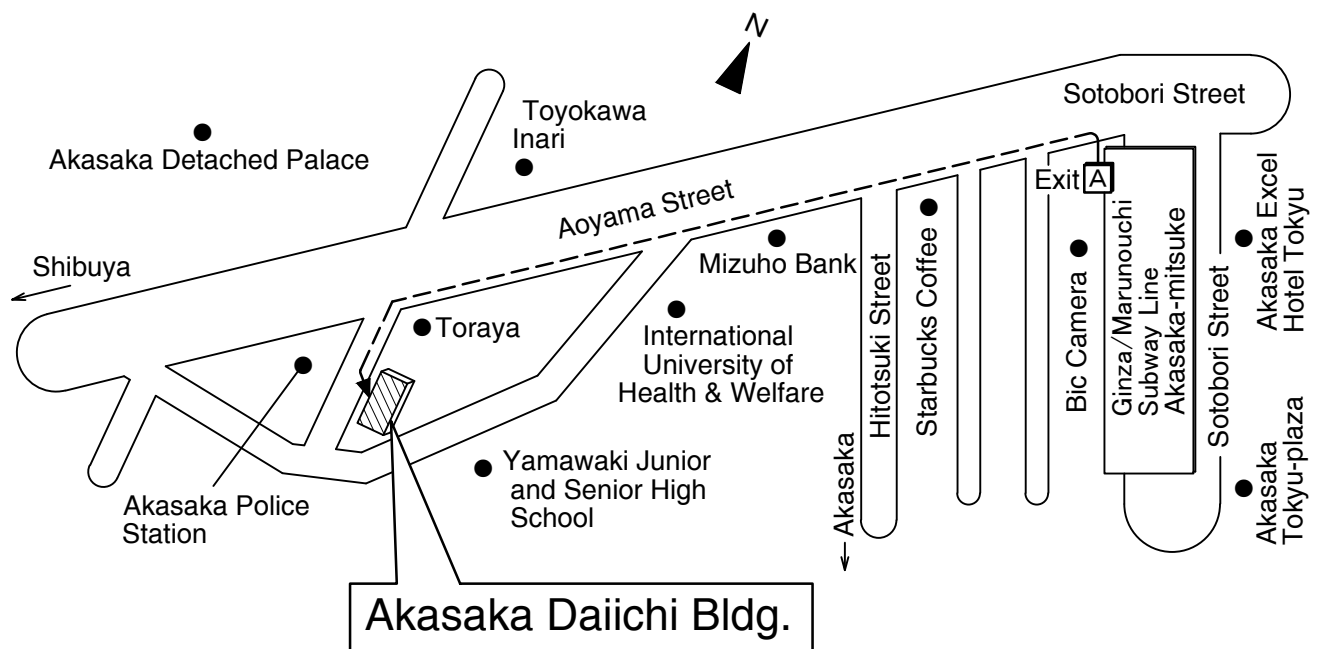 N
Sotobori Street
Toyokawa
Inari
Akasaka Detached Palace
Exit A
Aoyama Street
Shibuya
Mizuho Bank
Toraya
International
University of
Health & Welfare
Hitotsuki Street
Starbucks Coffee
Bic Camera
Ginza/Marunouchi
Subway Line
Akasaka-mitsuke
Sotobori Street
Akasaka Excel
Hotel Tokyu
Akasaka
Tokyu-plaza
Akasaka
Yamawaki Junior
and Senior High
School
Akasaka Police
Station
Akasaka Daiichi Bldg.